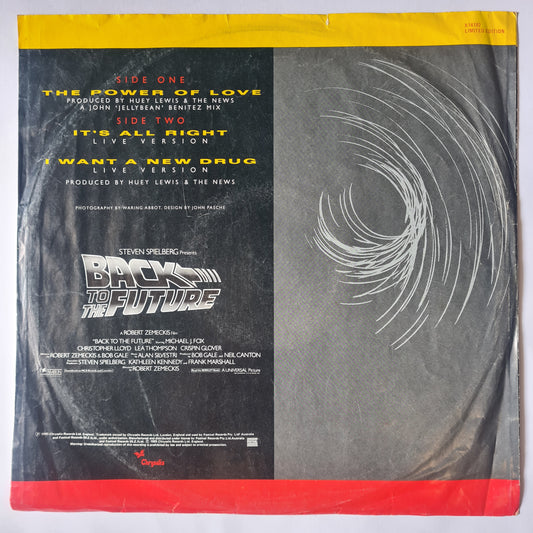 X14192
LIMITED EDITION
SIDE ONE
THE POWER OF LOVE
PRODUCED BY HUEY LEWIS & THE NEWS
A JOHN 'JELLYBEAN' BENITEZ MIX
SIDE TWO
IT'S ALL RIGHT
LIVE VERSION
I WANT A NEW DRUG
LIVE VERSION
PRODUCED BY HUEY LEWIS & THE NEWS
PHOTOGRAPHY BY WARING ABBOT. DESIGN BY JOHN PASCHE
STEVEN SPIELBERG Presents
BACK
TO
THE FUTURE
A ROBERT ZEMECKIS Film
"BACK TO THE FUTURE" Starring MICHAEL J. FOX
CHRISTOPHER LLOYD LEA THOMPSON CRISPIN GLOVER
ROBERT ZEMECKIS & BOB GALE ALAN SILVESTRI BOB GALE and NEIL CANTON
STEVEN SPIELBERG KATHLEEN KENNEDY and FRANK MARSHALL
ROBERT ZEMECKIS A UNIVERSAL Picture
Chrysalis